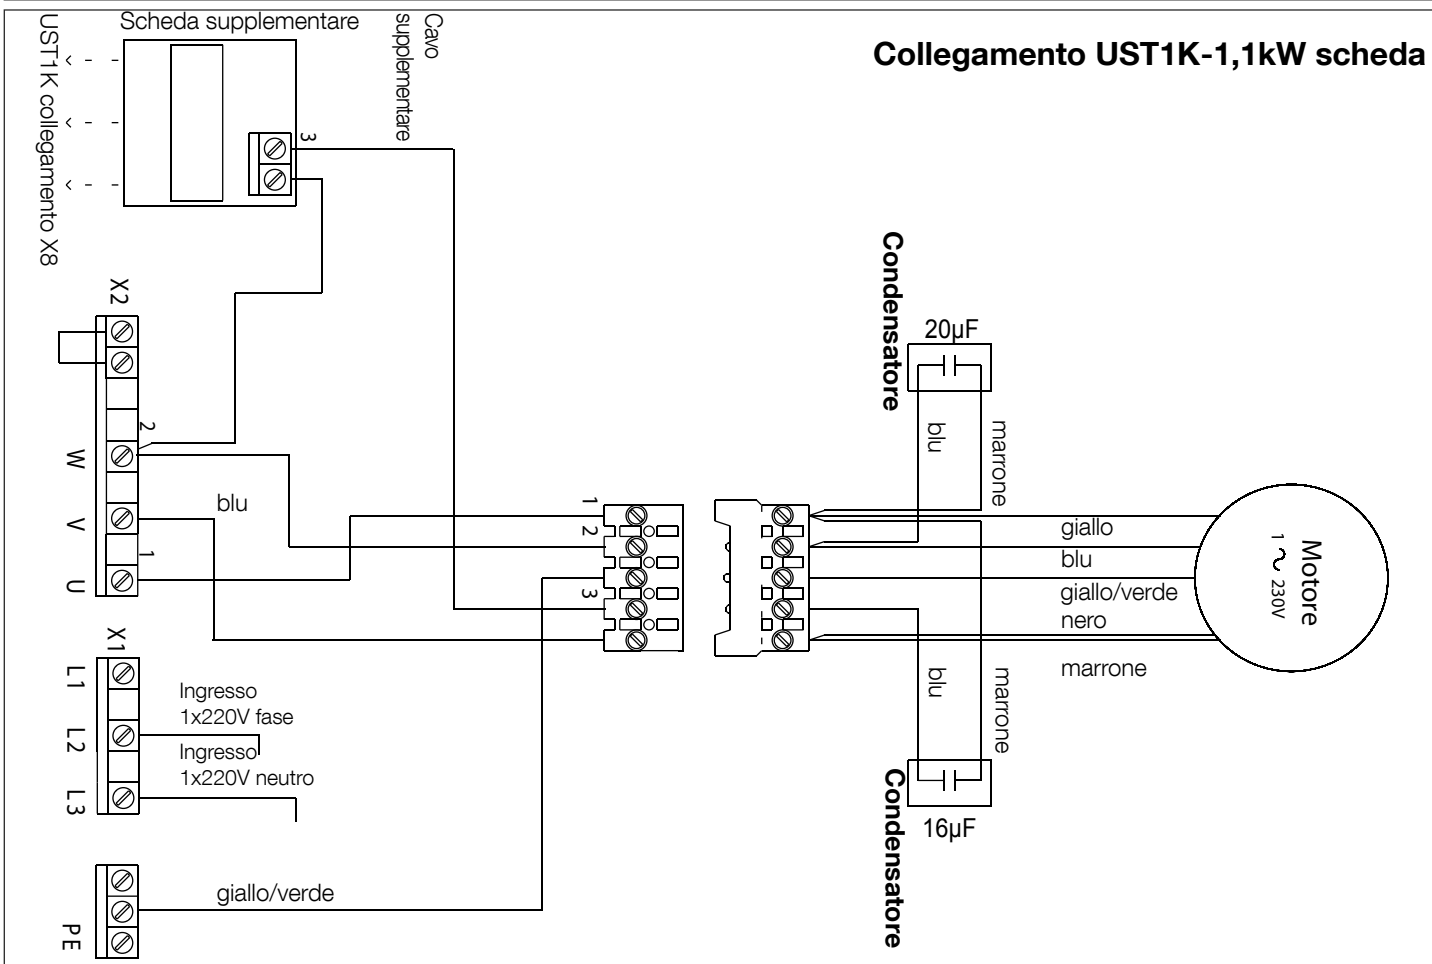 Scheda supplementare
UST1K collegamento X8
Cavo
supplementare
Collegamento UST1K-1,1kW scheda
3
X2
2
W
V
1
U
blu
1
2
3
X1
L1
L2
L3
Ingresso
1x220V fase
Ingresso
1x220V neutro
giallo/verde
PE
Condensatore
20µF
blu
marrone
giallo
blu
giallo/verde
nero
marrone
Motore
1 ~ 230V
blu
marrone
Condensatore
16µF